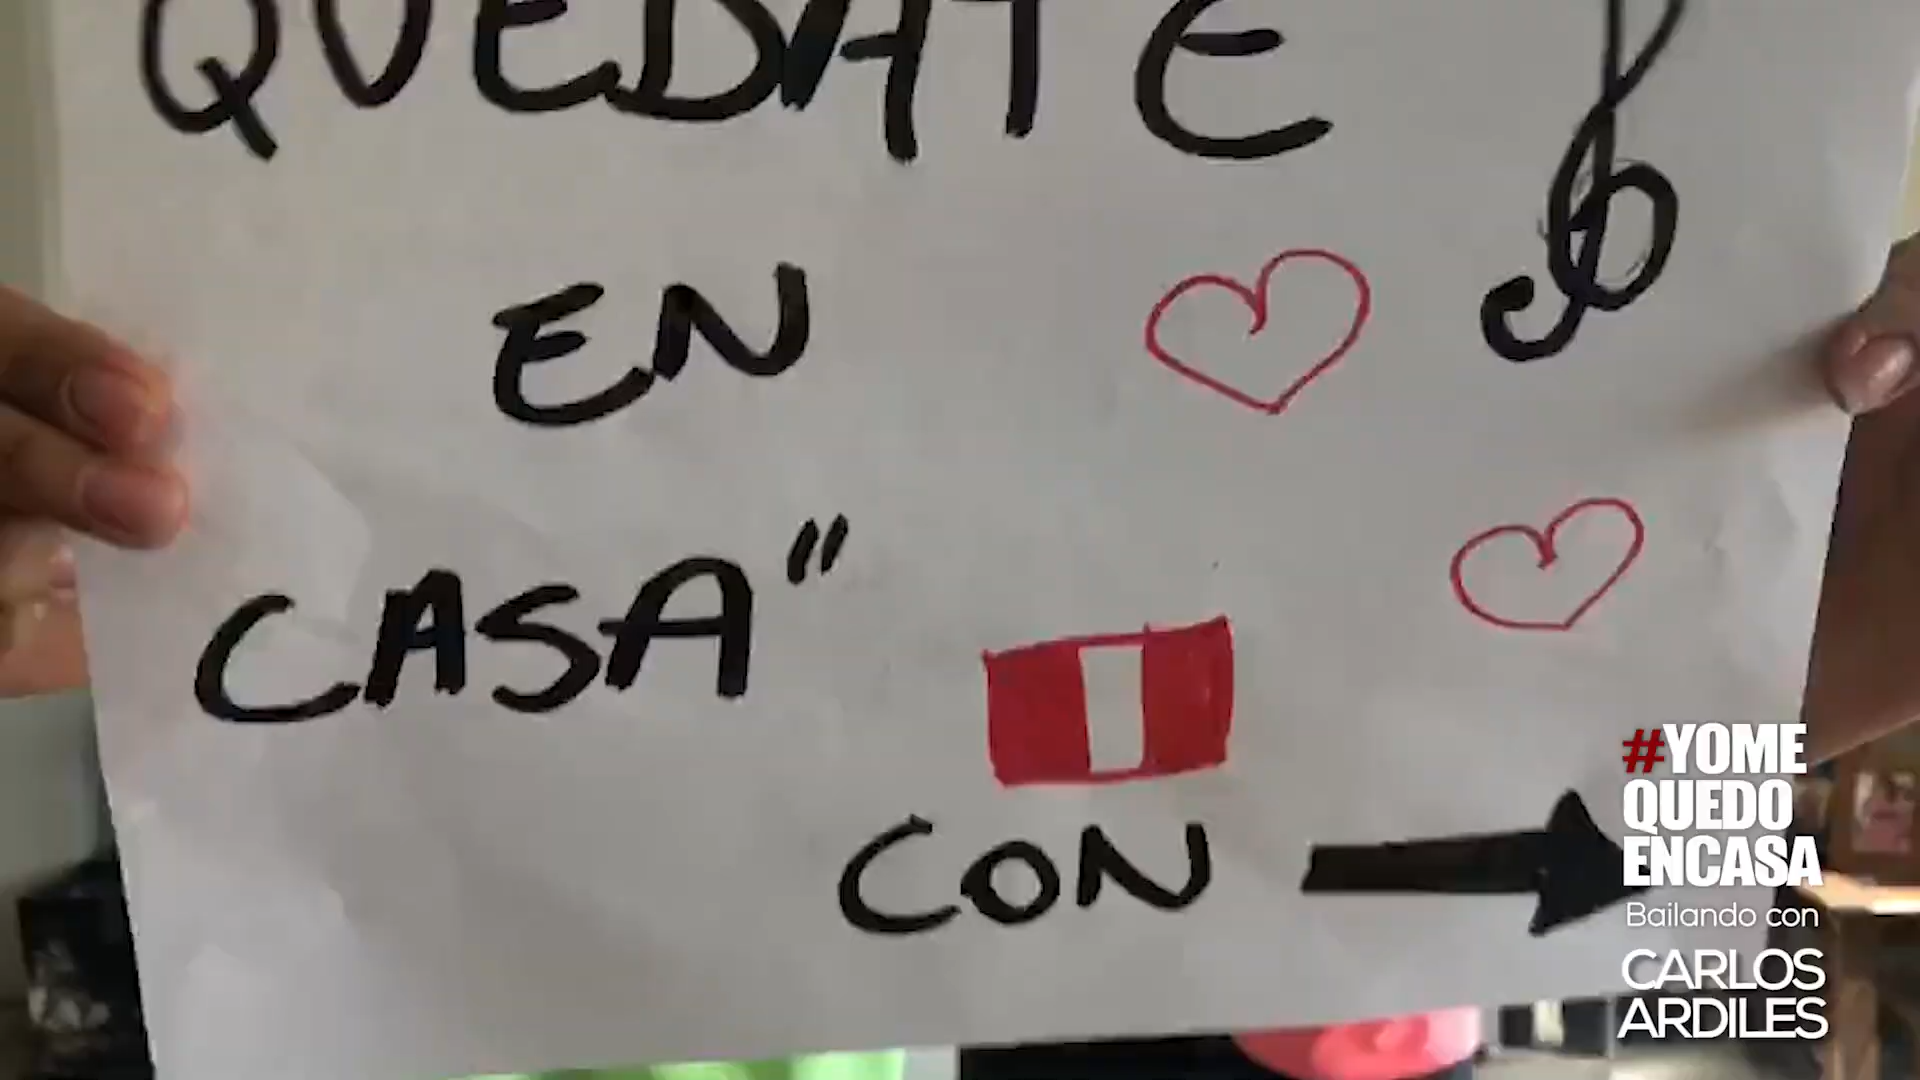 QUEDATE
EN
CASA"
CON
#YOME
QUEDO
ENCASA
Bailando con
CARLOS
ARDILES